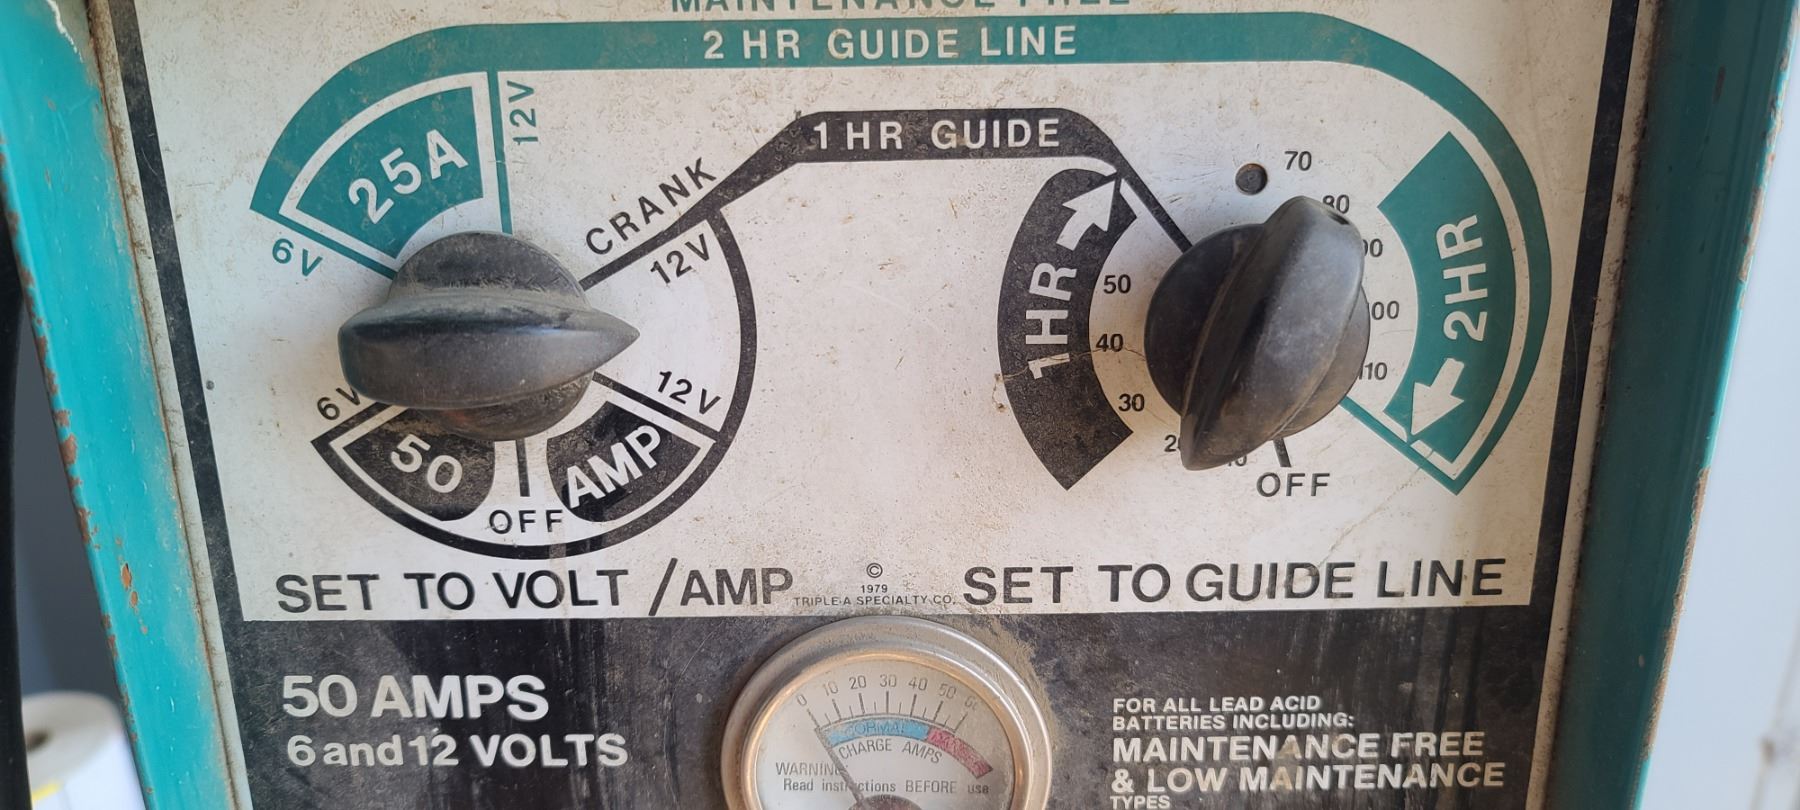 MAINTENANCE FREE
2 HR GUIDE LINE
25A
12V
6V
CRANK
12V
1 HR GUIDE
6V
50
AMP
12V
OFF
1HR
50
40
30
70
80
110
2HR
OFF
SET TO VOLT/AMP
© 1979
TRIPLE-A SPECIALTY CO.
SET TO GUIDE LINE
50 AMPS
6 and 12 VOLTS
0 10 20 30 40 50
NORMAL
CHARGE AMPS
WARNING
Read instructions BEFORE use
FOR ALL LEAD ACID
BATTERIES INCLUDING:
MAINTENANCE FREE
& LOW MAINTENANCE
TYPES